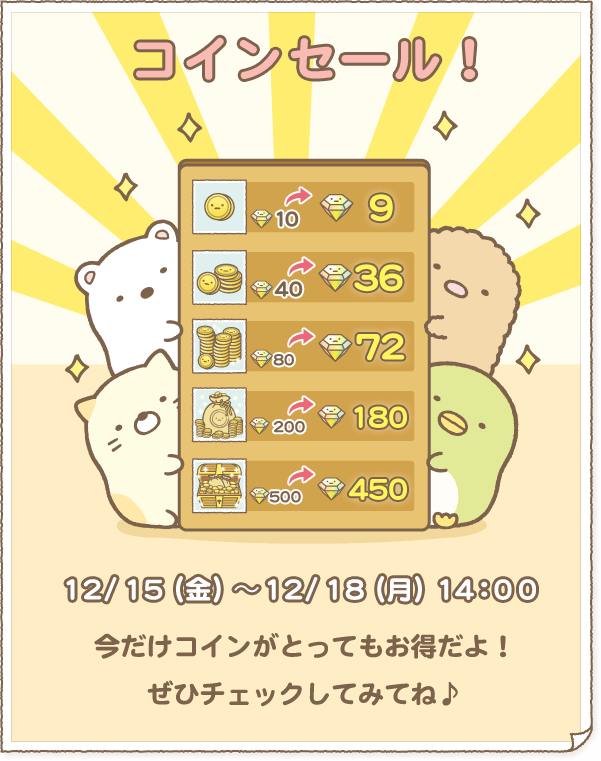 コインセール！
10 9
40 36
80 72
200 180
500 450
12/15(金)～12/18(月) 14:00
今だけコインがとってもお得だよ！
ぜひチェックしてみてね♪